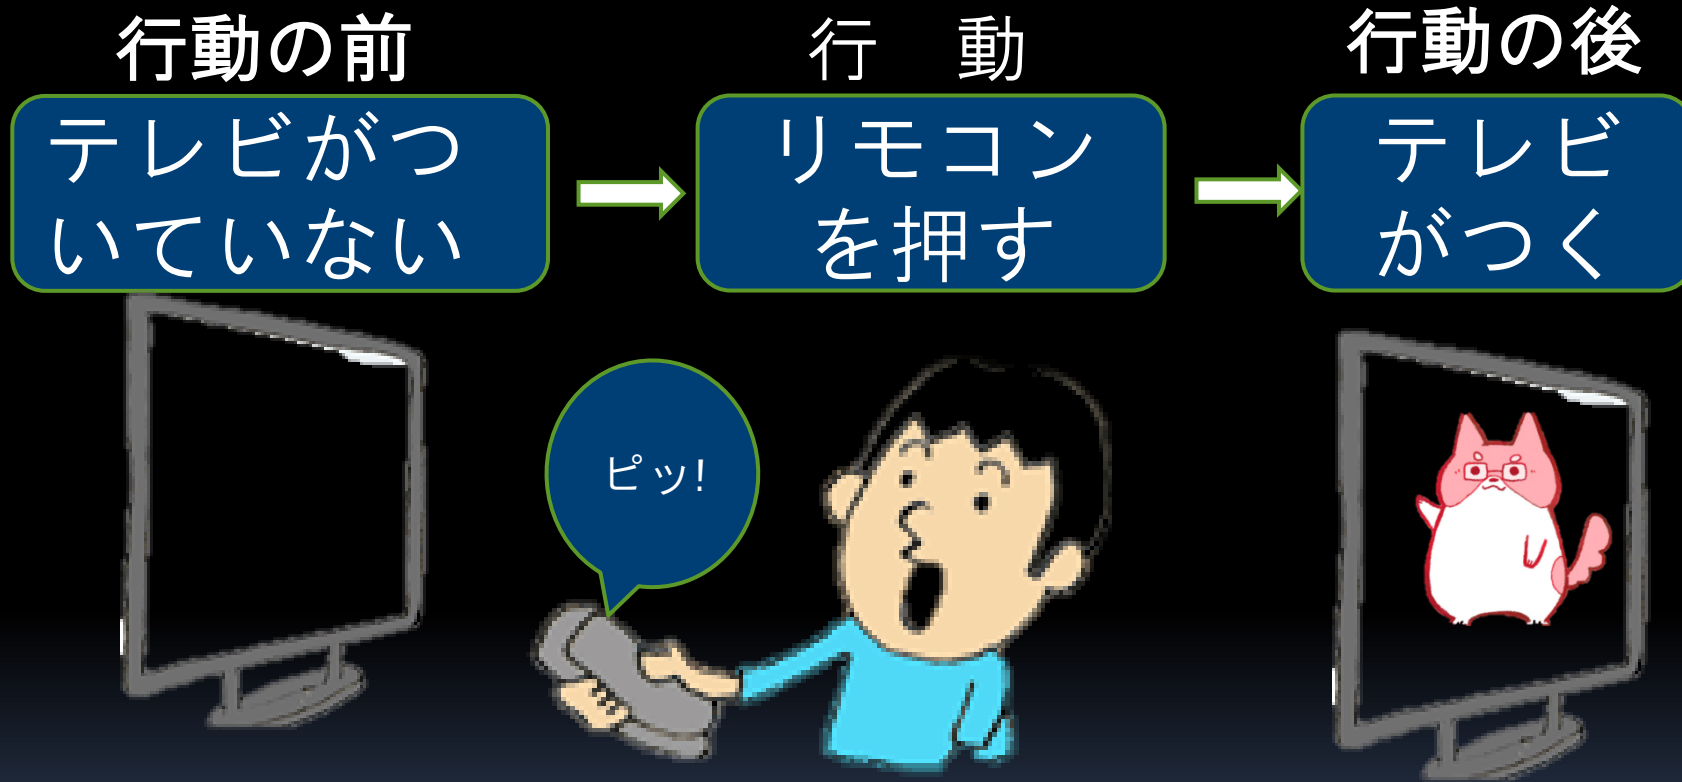 行動の前
テレビがつ
いていない
行　動
リモコン
を押す
行動の後
テレビ
がつく
ピッ!